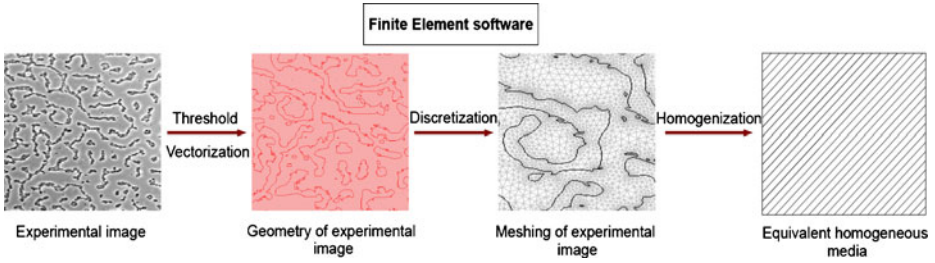 Finite Element software
Threshold
Vectorization
Discretization
Homogenization
Experimental image
Geometry of experimental
image
Meshing of experimental
image
Equivalent homogeneous
media